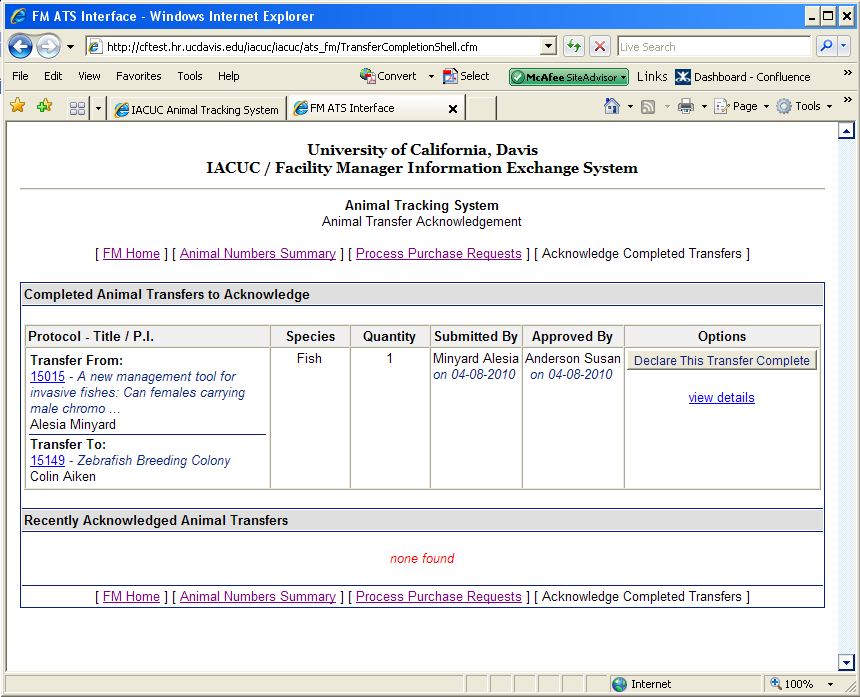 FM ATS Interface - Windows Internet Explorer
http://cftest.hr.ucdavis.edu/iacuc/iacuc/ats_fm/TransferCompletionShell.cfm
Live Search
File Edit View Favorites Tools Help
Convert Select
McAfee SiteAdvisor
Links Dashboard - Confluence
»
IACUC Animal Tracking System
FM ATS Interface
Page Tools
»
University of California, Davis
IACUC / Facility Manager Information Exchange System
Animal Tracking System
Animal Transfer Acknowledgement
[ FM Home ] [ Animal Numbers Summary ] [ Process Purchase Requests ] [ Acknowledge Completed Transfers ]
Completed Animal Transfers to Acknowledge
Protocol - Title / P.I. Species Quantity Submitted By Approved By Options
Transfer From:
15015 - A new management tool for
invasive fishes: Can females carrying
male chromo ...
Alesia Minyard
Transfer To:
15149 - Zebrafish Breeding Colony
Colin Aiken
Fish
1
Minyard Alesia
on 04-08-2010
Anderson Susan
on 04-08-2010
Declare This Transfer Complete
view details
Recently Acknowledged Animal Transfers
none found
[ FM Home ] [ Animal Numbers Summary ] [ Process Purchase Requests ] [ Acknowledge Completed Transfers ]
Internet
100%